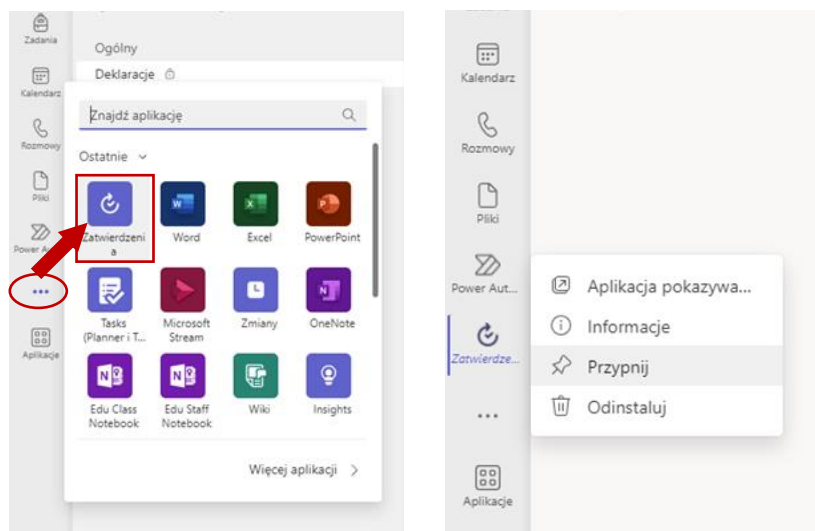 Zadania
Kalendarz
Rozmowy
Pliki
Power A
Aplikacje
Ogólny
Deklaracje
Znajdź aplikację
Ostatnie
Zatwierdzeni
a
Word
Excel
PowerPoint
Tasks
(Planner i T...
Microsoft
Stream
Zmiany
OneNote
Edu Class
Notebook
Edu Staff
Notebook
Wiki
Insights
Więcej aplikacji
Kalendarz
Rozmowy
Pliki
Power Aut...
Zatwierdze...
Aplikacje
Aplikacja pokazywa...
Informacje
Przypnij
Odinstaluj